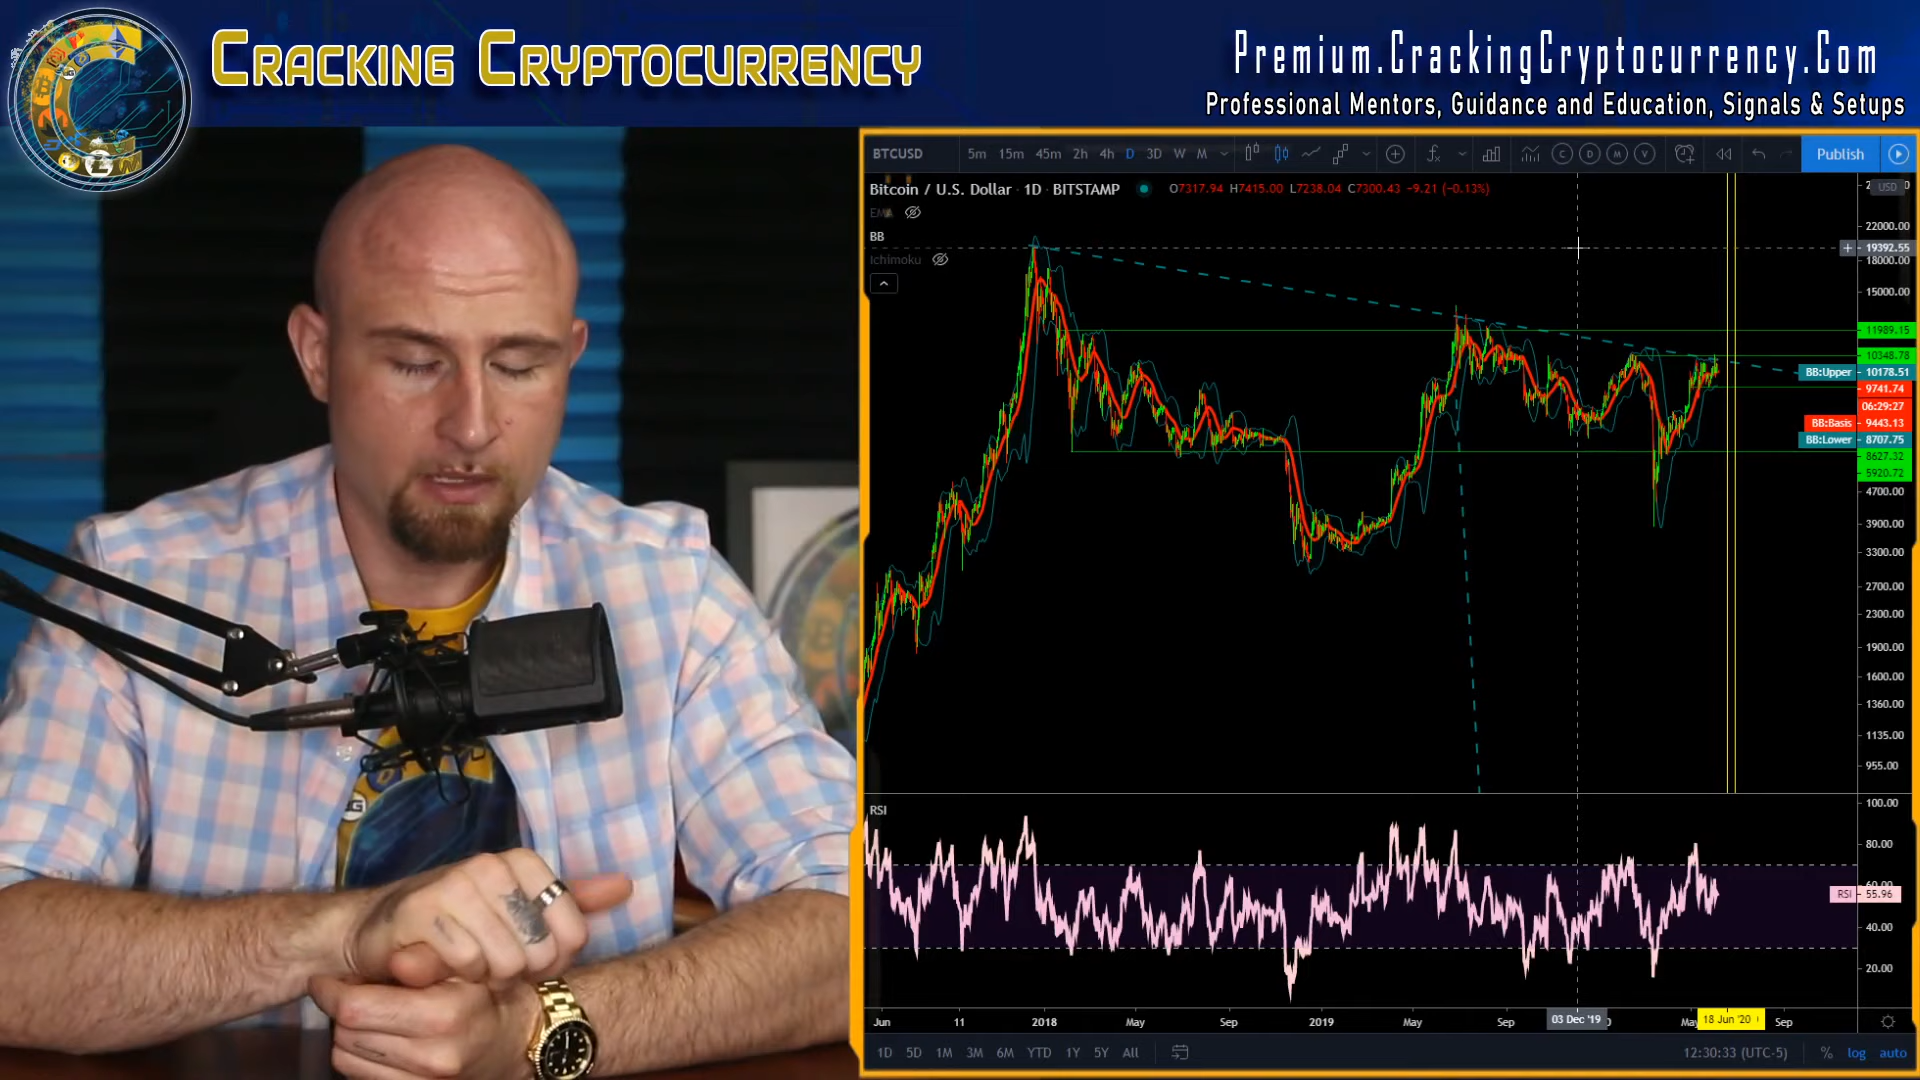 Cracking Cryptocurrency
Premium.CrackingCryptocurrency.Com
Professional Mentors, Guidance and Education, Signals & Setups
BTCUSD 5m 15m 45m 2h 4h D 3D W M C D M V Publish
Bitcoin / U.S. Dollar · 1D · BITSTAMP O7317.94 H7415.00 L7238.04 C7300.43 −9.21 (−0.13%)
USD
EMA
BB
Ichimoku
22000.00
19392.55
18000.00
15000.00
11989.15
10348.78
BB:Upper 10178.51
9741.74
06:29:27
BB:Basis 9443.13
BB:Lower 8707.75
8627.32
5920.72
4700.00
3900.00
3300.00
2700.00
2300.00
1900.00
1600.00
1360.00
1135.00
955.00
RSI
100.00
80.00
60.00
RSI 55.96
40.00
20.00
Jun 11 2018 May Sep 2019 May Sep 03 Dec '19 18 Jun '20 Sep
1D 5D 1M 3M 6M YTD 1Y 5Y All 12:30:33 (UTC-5) % log auto